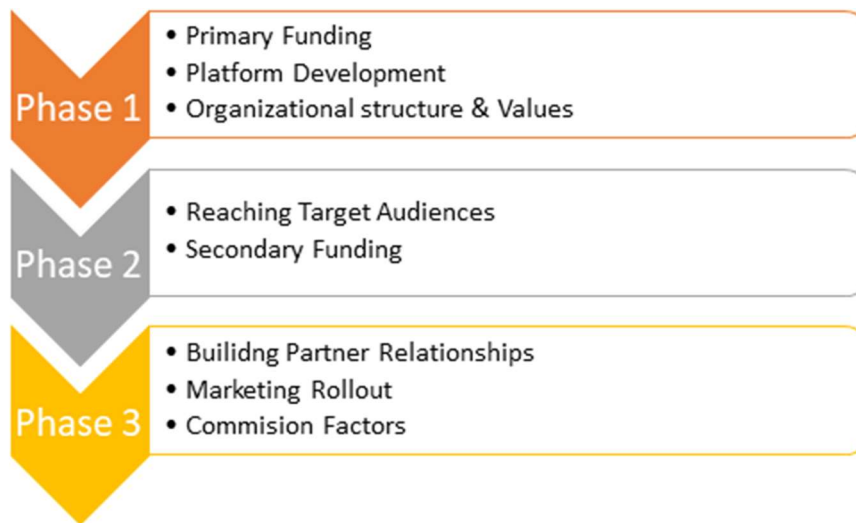 Phase 1
• Primary Funding
• Platform Development
• Organizational structure & Values
Phase 2
• Reaching Target Audiences
• Secondary Funding
Phase 3
• Builidng Partner Relationships
• Marketing Rollout
• Commision Factors